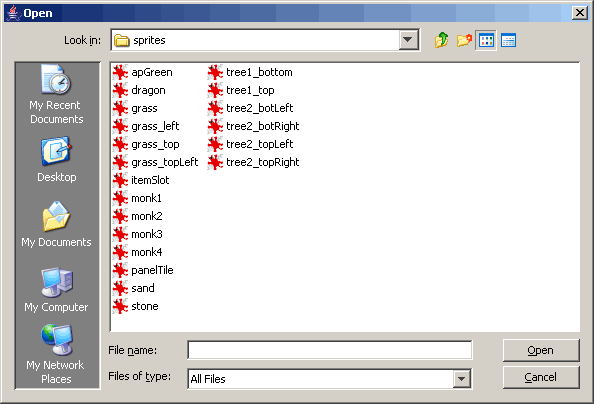 Open
Look in: sprites
My Recent
Documents
Desktop
My Documents
My Computer
My Network
Places
apGreen
dragon
grass
grass_left
grass_top
grass_topLeft
itemSlot
monk1
monk2
monk3
monk4
panelTile
sand
stone
tree1_bottom
tree1_top
tree2_botLeft
tree2_botRight
tree2_topLeft
tree2_topRight
File name:
Open
Files of type: All Files
Cancel